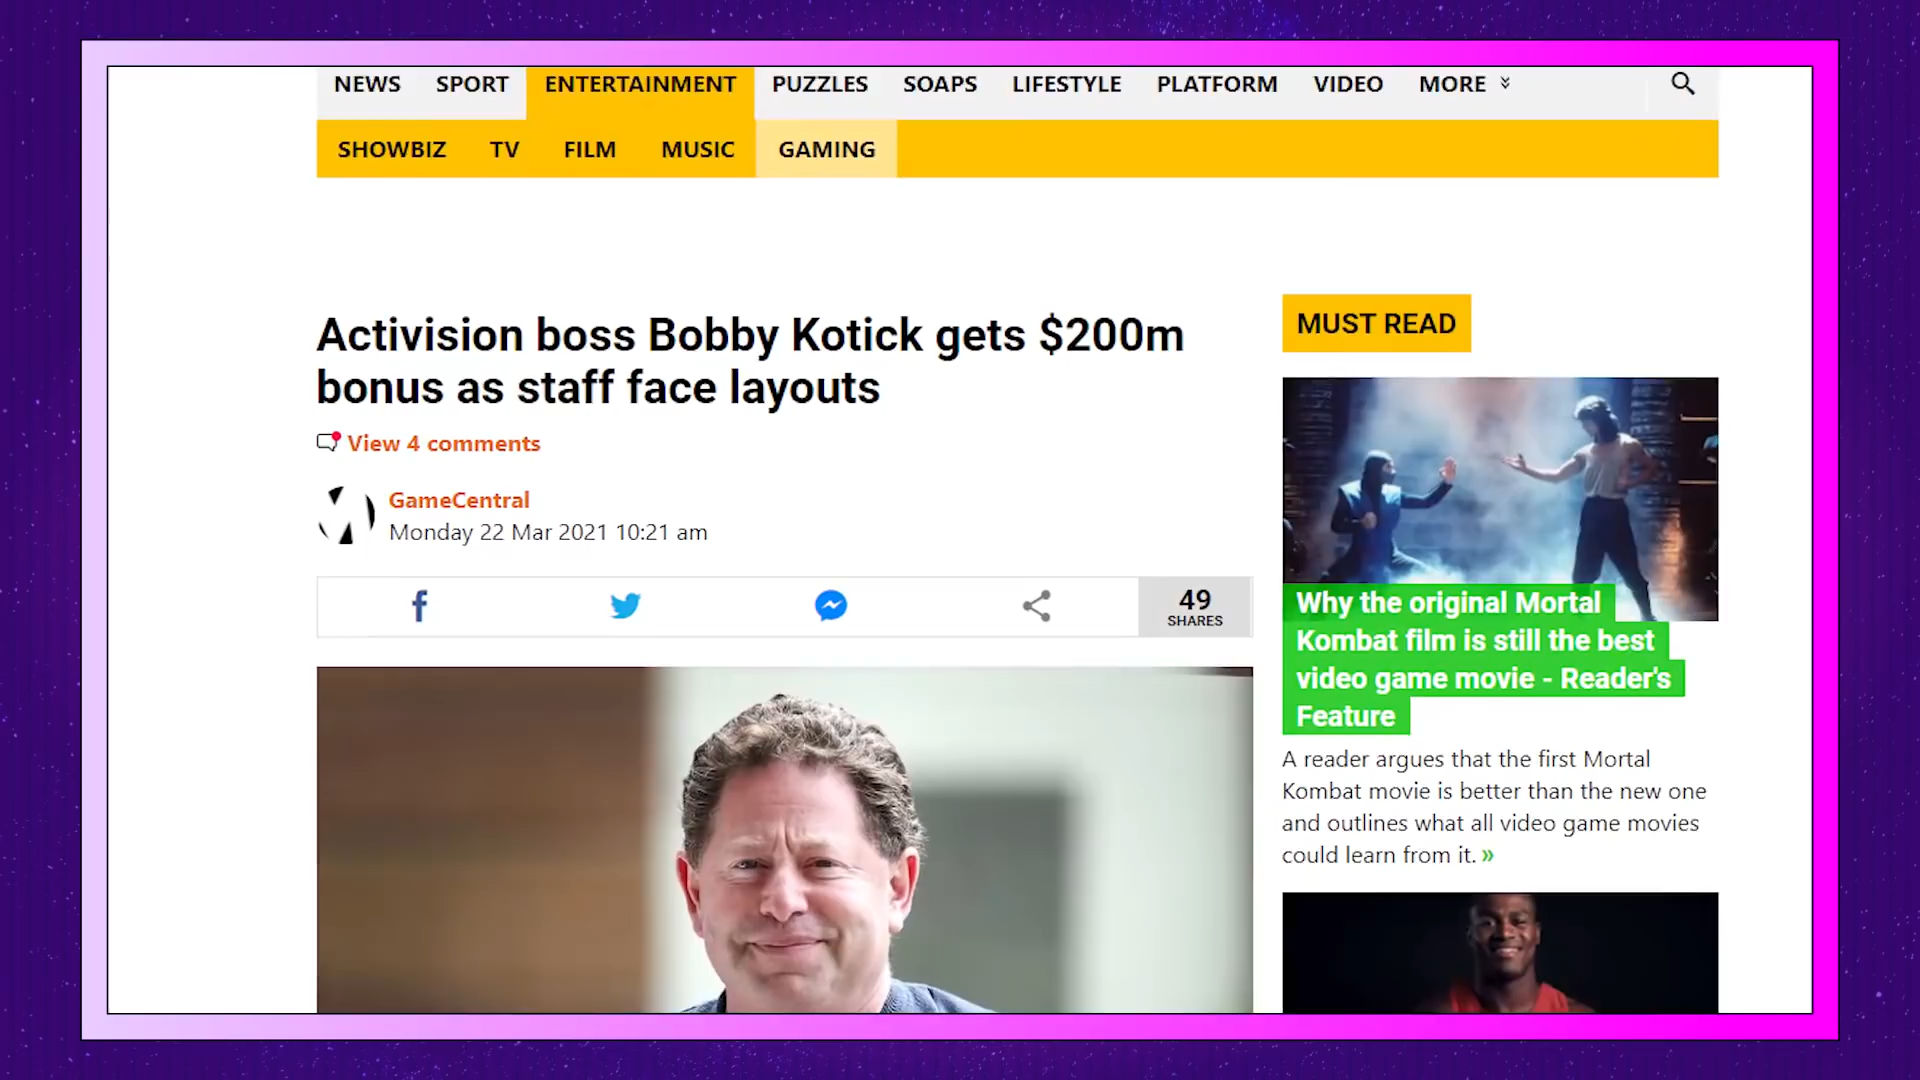 NEWS SPORT ENTERTAINMENT PUZZLES SOAPS LIFESTYLE PLATFORM VIDEO MORE
SHOWBIZ TV FILM MUSIC GAMING
Activision boss Bobby Kotick gets $200m
bonus as staff face layouts
View 4 comments
GameCentral
Monday 22 Mar 2021 10:21 am
49
SHARES
MUST READ
Why the original Mortal
Kombat film is still the best
video game movie - Reader's
Feature
A reader argues that the first Mortal
Kombat movie is better than the new one
and outlines what all video game movies
could learn from it. »